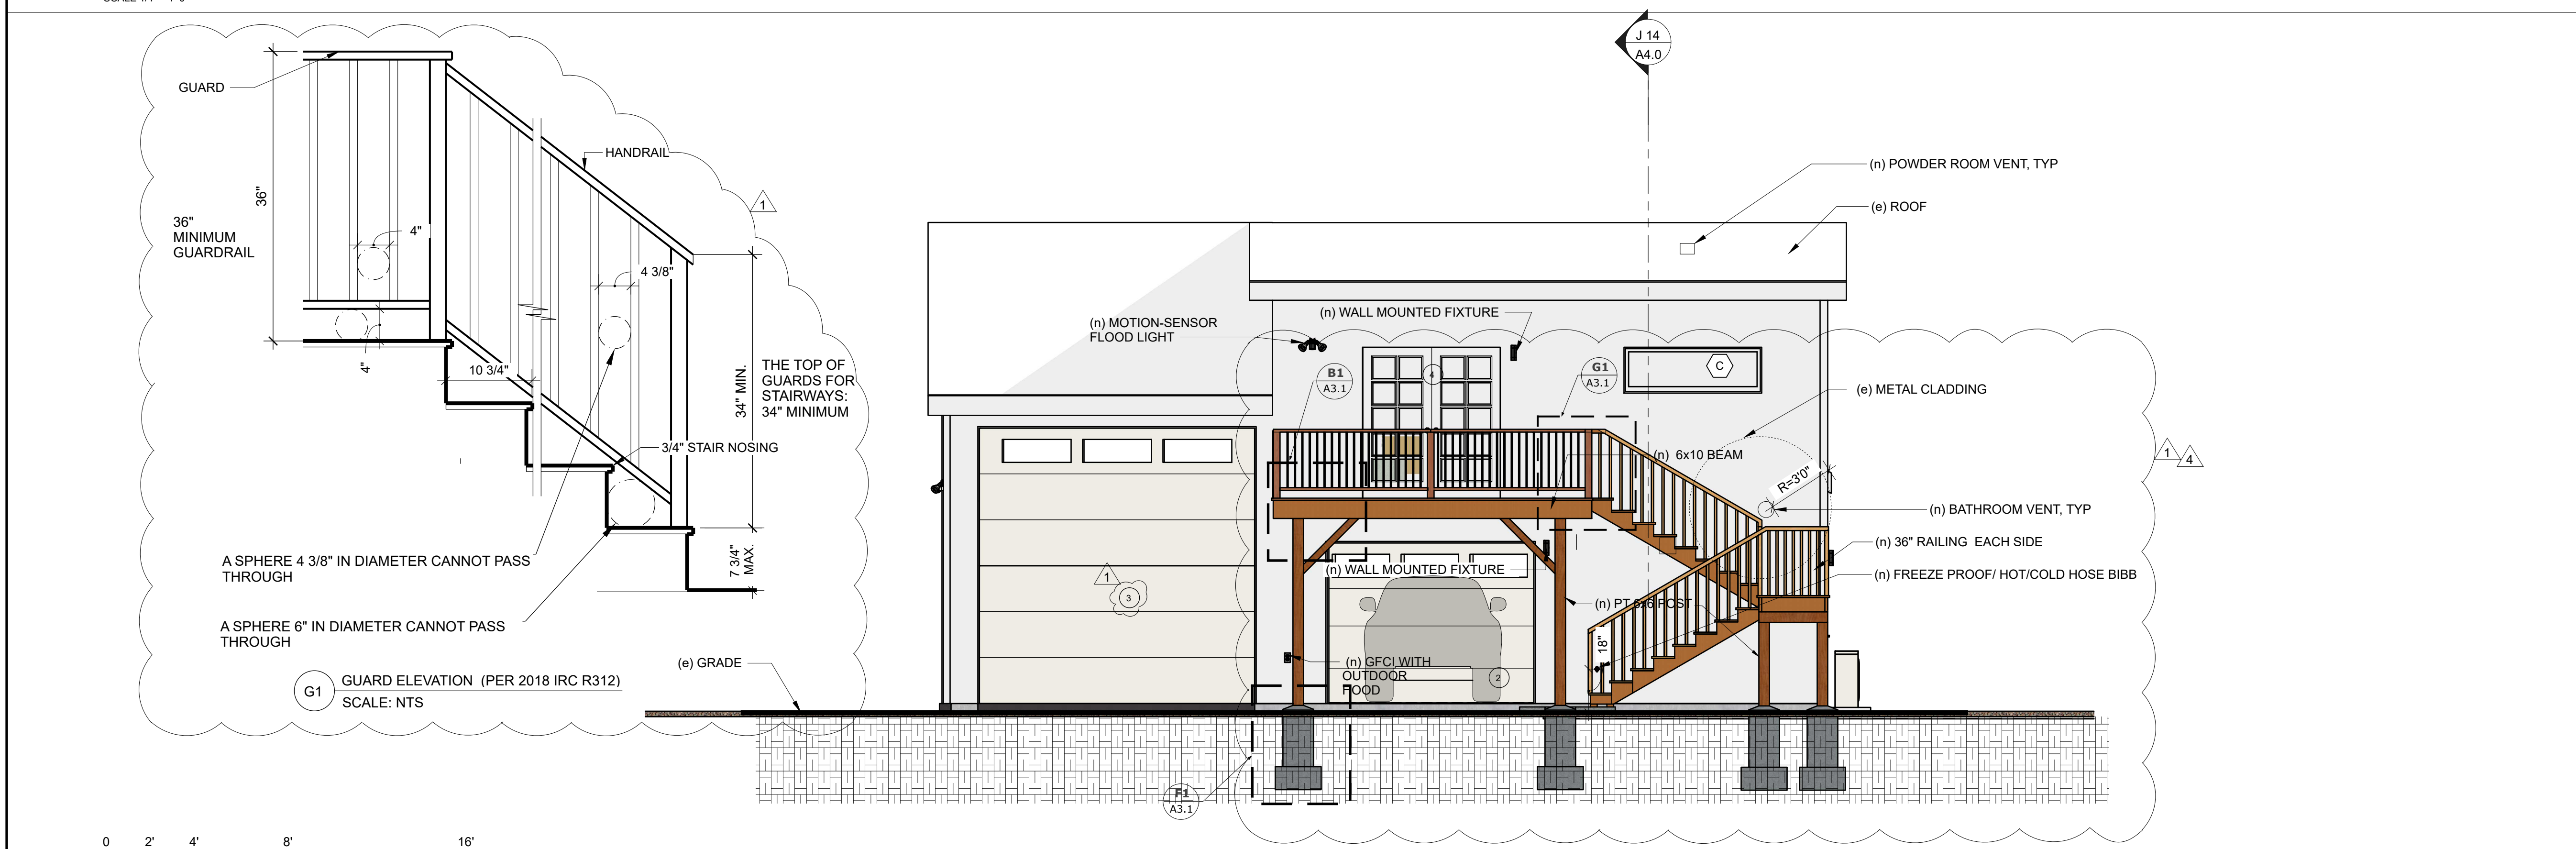 GUARD
36"
36"
MINIMUM
GUARDRAIL
4"
4"
HANDRAIL
4 3/8"
10 3/4"
34" MIN.
THE TOP OF
GUARDS FOR
STAIRWAYS:
34" MINIMUM
3/4" STAIR NOSING
7 3/4"
MAX.
A SPHERE 4 3/8" IN DIAMETER CANNOT PASS
THROUGH
A SPHERE 6" IN DIAMETER CANNOT PASS
THROUGH
G1
GUARD ELEVATION (PER 2018 IRC R312)
SCALE: NTS
1
J 14
A4.0
(n) POWDER ROOM VENT, TYP
(e) ROOF
(n) MOTION-SENSOR
FLOOD LIGHT
(n) WALL MOUNTED FIXTURE
B1
A3.1
4
G1
A3.1
C
(e) METAL CLADDING
(n) 6x10 BEAM
R=3'0"
1
4
(n) BATHROOM VENT, TYP
(n) 36" RAILING EACH SIDE
(n) FREEZE PROOF/ HOT/COLD HOSE BIBB
(n) WALL MOUNTED FIXTURE
1
3
(n) PT 6x6 POST
18"
(n) GFCI WITH
OUTDOOR
HOOD
2
(e) GRADE
F1
A3.1
0 2' 4' 8' 16'